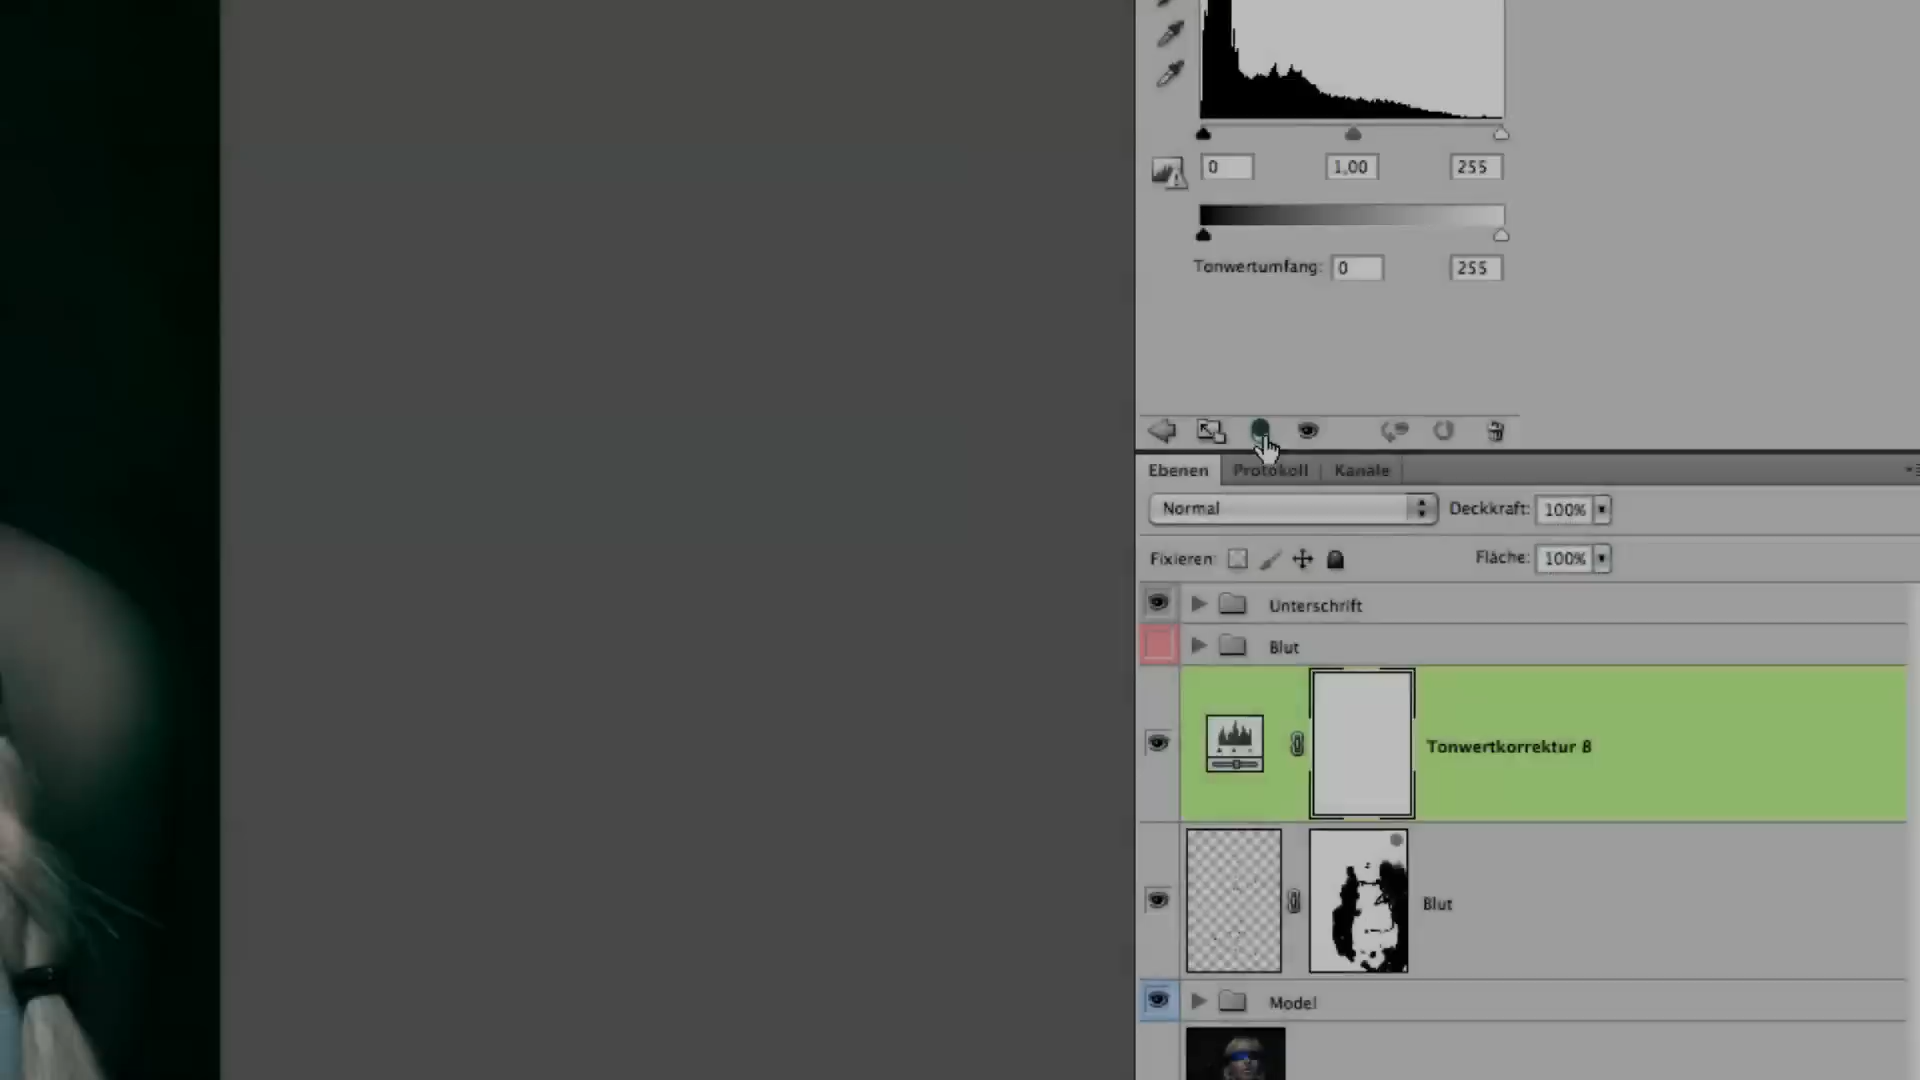 0 1,00 255
Tonwertumfang: 0 255
Ebenen Protokoll Kanäle
Normal Deckkraft: 100%
Fixieren: Fläche: 100%
Unterschrift
Blut
Tonwertkorrektur 8
Blut
Model